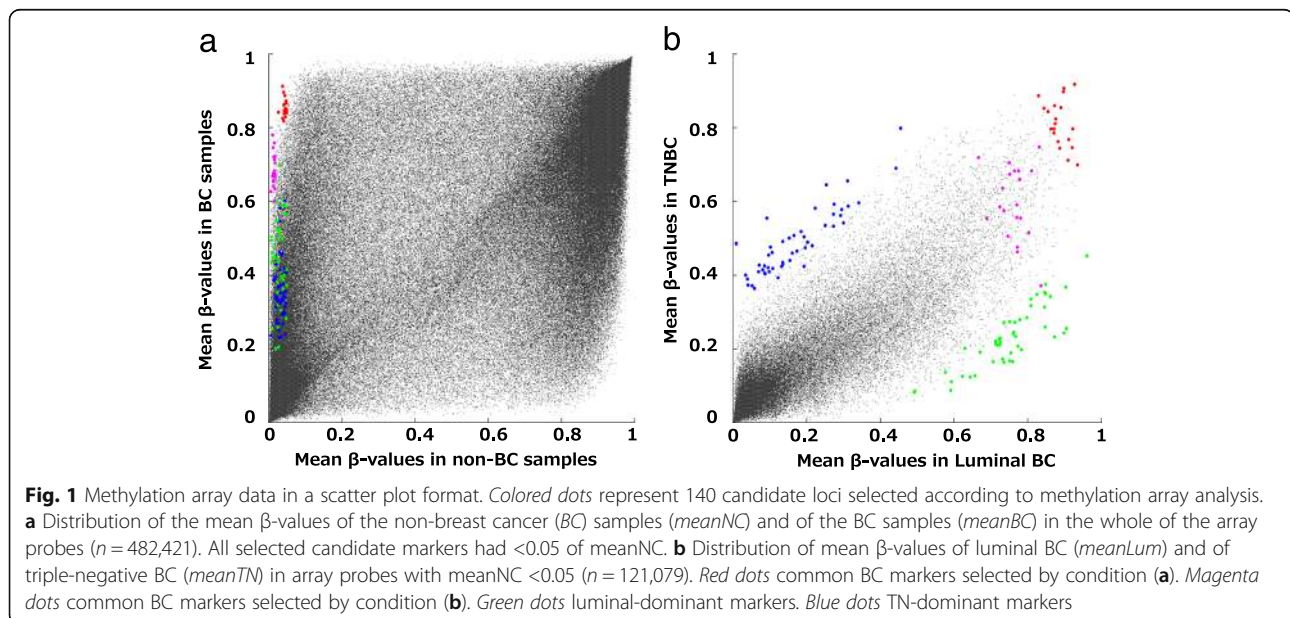 a
b
1
0.8
0.6
0.4
0.2
0
Mean β-values in BC samples
0
0.2
0.4
0.6
0.8
1
Mean β-values in non-BC samples
1
0.8
0.6
0.4
0.2
0
Mean β-values in TNBC
0
0.2
0.4
0.6
0.8
1
Mean β-values in Luminal BC
Fig. 1 Methylation array data in a scatter plot format. Colored dots represent 140 candidate loci selected according to methylation array analysis.
a Distribution of the mean β-values of the non-breast cancer (BC) samples (meanNC) and of the BC samples (meanBC) in the whole of the array
probes (n = 482,421). All selected candidate markers had <0.05 of meanNC. b Distribution of mean β-values of luminal BC (meanLum) and of
triple-negative BC (meanTN) in array probes with meanNC <0.05 (n = 121,079). Red dots common BC markers selected by condition (a). Magenta
dots common BC markers selected by condition (b). Green dots luminal-dominant markers. Blue dots TN-dominant markers